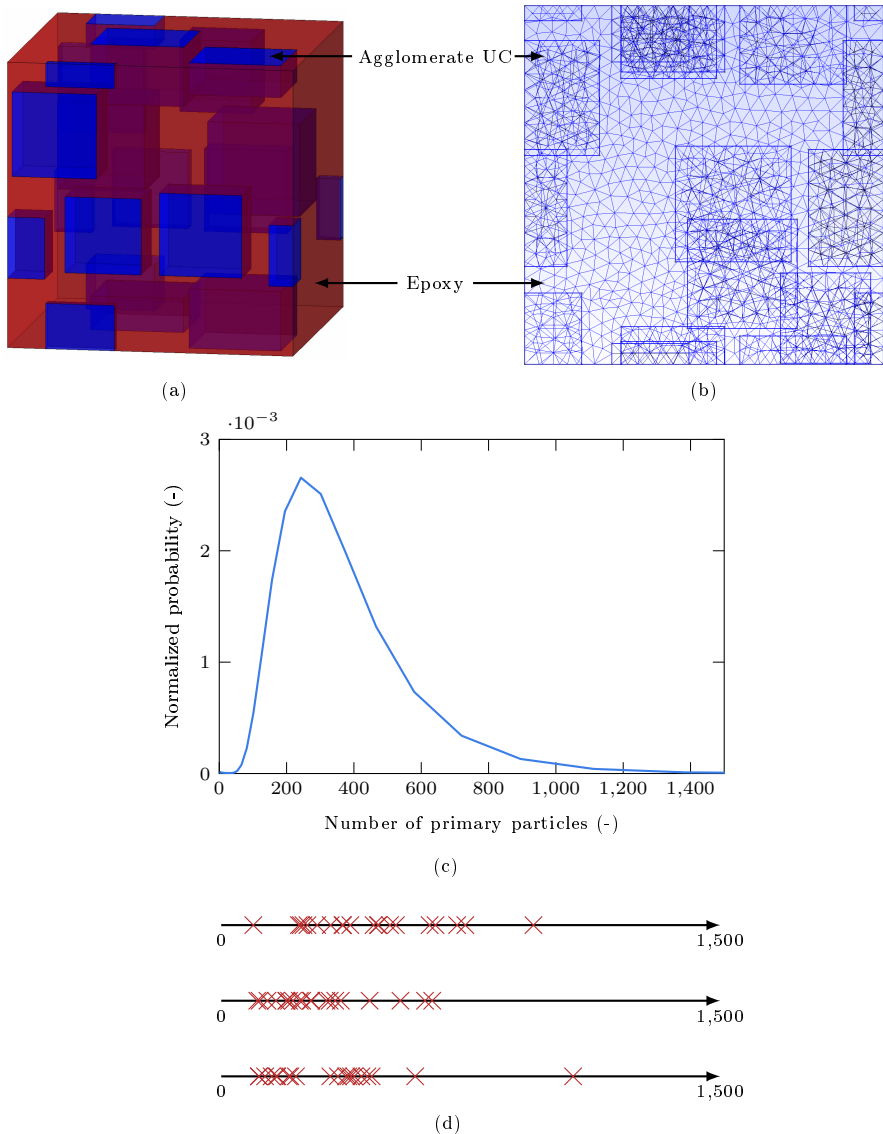 Agglomerate UC
Epoxy
(a)
(b)
·10⁻³
3
2
1
0
0 200 400 600 800 1,000 1,200 1,400
Normalized probability (-)
Number of primary particles (-)
(c)
0 1,500
0 1,500
0 1,500
(d)